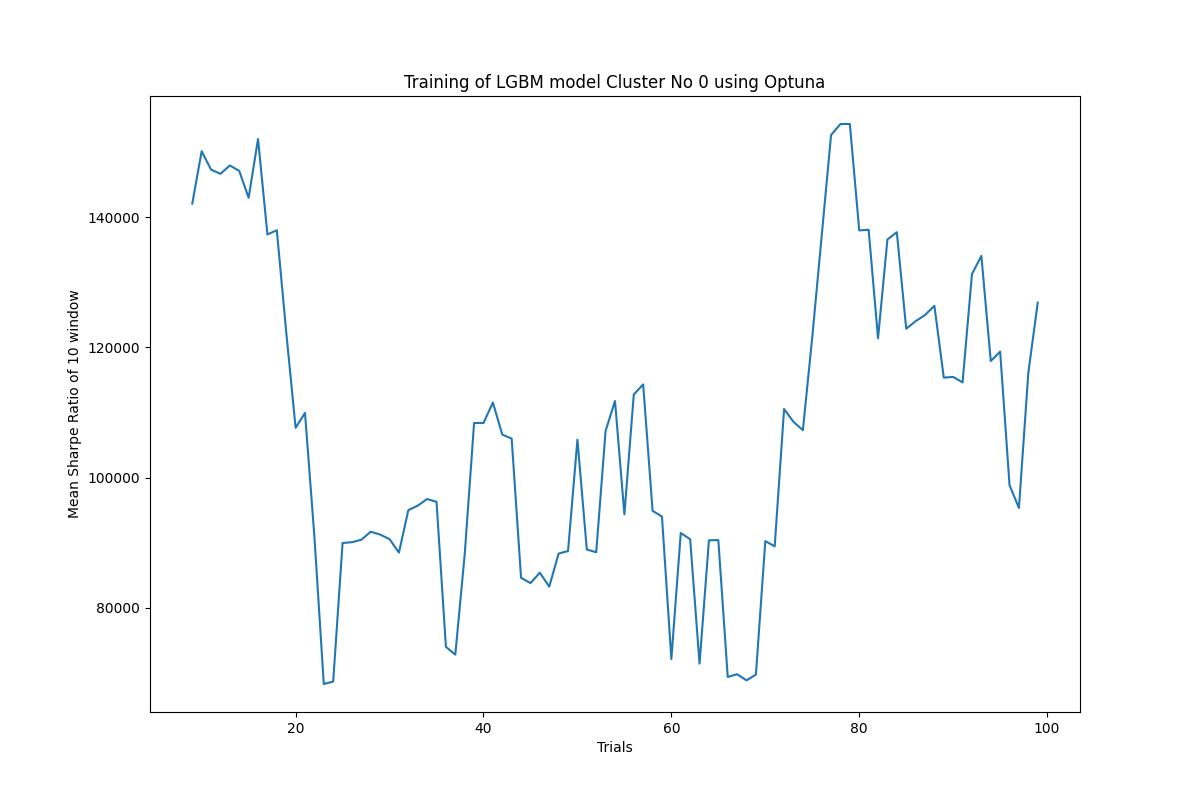 Training of LGBM model Cluster No 0 using Optuna
Mean Sharpe Ratio of 10 window
140000
120000
100000
80000
20 40 60 80 100
Trials